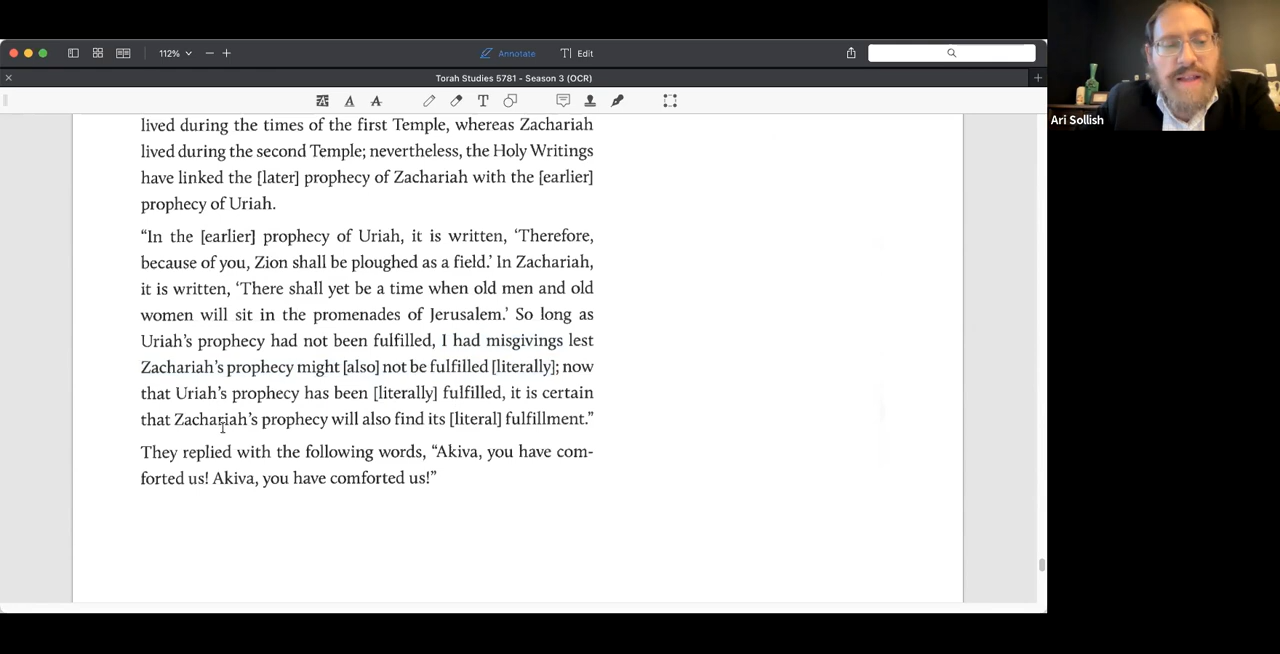 112%
Annotate
Edit
Torah Studies 5781 - Season 3 (OCR)
lived during the times of the first Temple, whereas Zachariah
lived during the second Temple; nevertheless, the Holy Writings
have linked the [later] prophecy of Zachariah with the [earlier]
prophecy of Uriah.
“In the [earlier] prophecy of Uriah, it is written, ‘Therefore,
because of you, Zion shall be ploughed as a field.’ In Zachariah,
it is written, ‘There shall yet be a time when old men and old
women will sit in the promenades of Jerusalem.’ So long as
Uriah’s prophecy had not been fulfilled, I had misgivings lest
Zachariah’s prophecy might [also] not be fulfilled [literally]; now
that Uriah’s prophecy has been [literally] fulfilled, it is certain
that Zachariah’s prophecy will also find its [literal] fulfillment.”
They replied with the following words, “Akiva, you have com-
forted us! Akiva, you have comforted us!”
Ari Sollish